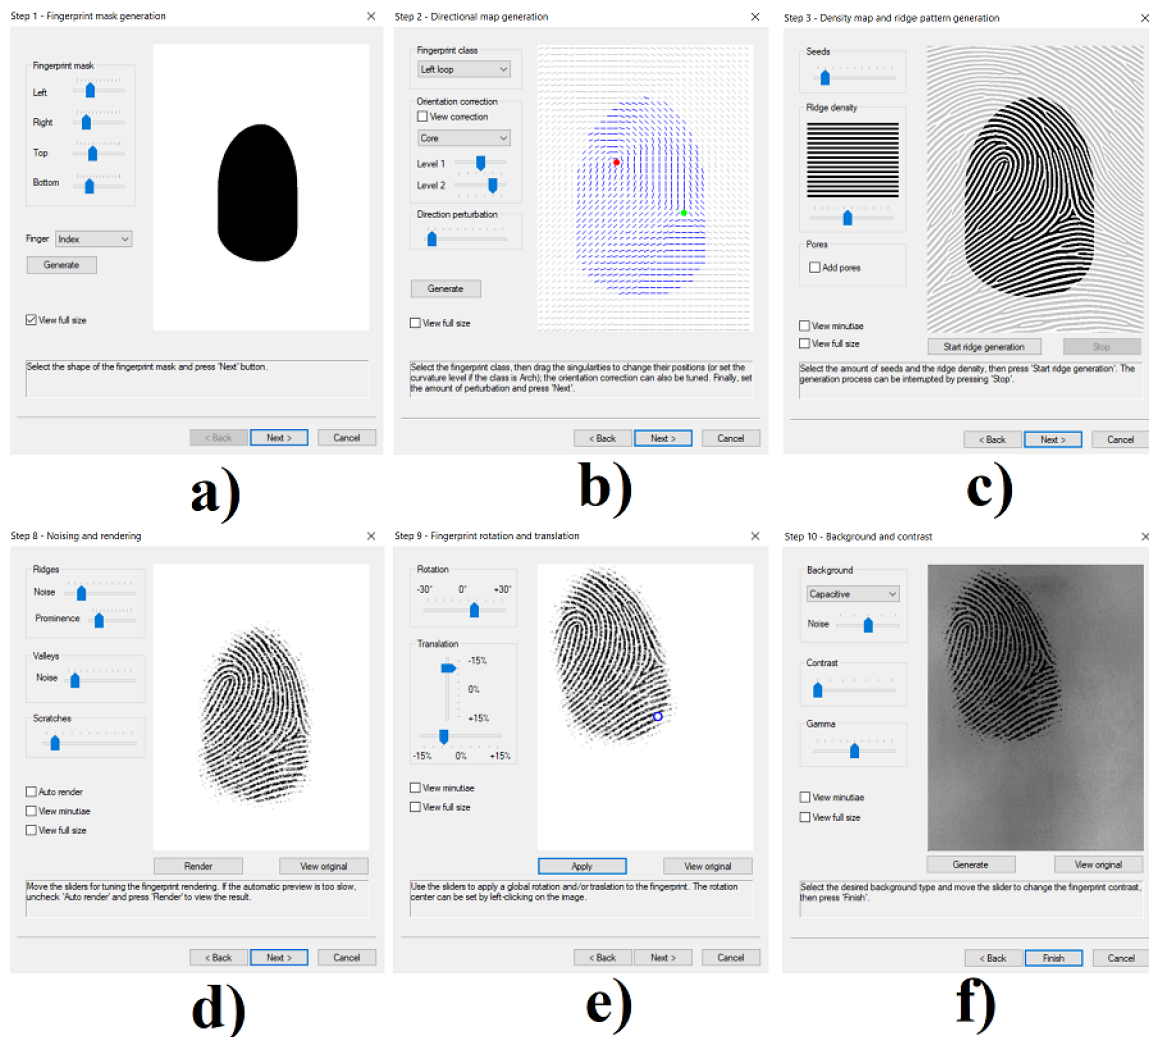 Step 1 - Fingerprint mask generation
Fingerprint mask
Left
Right
Top
Bottom
Finger Index
Generate
View full size
Select the shape of the fingerprint mask and press 'Next' button.
< Back Next > Cancel
a)
Step 2 - Directional map generation
Fingerprint class
Left loop
Orientation correction
View correction
Core
Level 1
Level 2
Direction perturbation
Generate
View full size
Select the fingerprint class, then drag the singularities to change their positions (or set the
curvature level if the class is Arch); the orientation correction can also be tuned. Finally, set
the amount of perturbation and press 'Next'.
< Back Next > Cancel
b)
Step 3 - Density map and ridge pattern generation
Seeds
Ridge density
Pores
Add pores
View minutiae
View full size
Start ridge generation Stop
Select the amount of seeds and the ridge density, then press 'Start ridge generation'. The
generation process can be interrupted by pressing 'Stop'.
< Back Next > Cancel
c)
Step 8 - Noising and rendering
Ridges
Noise
Prominence
Valleys
Noise
Scratches
Auto render
View minutiae
View full size
Render View original
Move the sliders for tuning the fingerprint rendering. If the automatic preview is too slow,
uncheck 'Auto render' and press 'Render' to view the result.
< Back Next > Cancel
d)
Step 9 - Fingerprint rotation and translation
Rotation
-30° 0° +30°
Translation
-15%
0%
+15%
-15% 0% +15%
View minutiae
View full size
Apply View original
Use the sliders to apply a global rotation and/or traslation to the fingerprint. The rotation
center can be set by left-clicking on the image.
< Back Next > Cancel
e)
Step 10 - Background and contrast
Background
Capacitive
Noise
Contrast
Gamma
View minutiae
View full size
Generate View original
Select the desired background type and move the slider to change the fingerprint contrast,
then press 'Finish'.
< Back Finish Cancel
f)